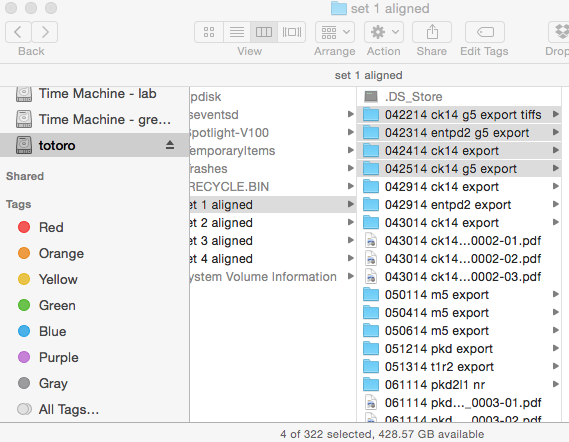 set 1 aligned
Back
View
Arrange
Action
Share
Edit Tags
Drop
set 1 aligned
Time Machine - lab
Time Machine - gre...
totoro
Shared
Tags
Red
Orange
Yellow
Green
Blue
Purple
Gray
All Tags...
pdisk
seventsd
Spotlight-V100
TemporaryItems
Trashes
RECYCLE.BIN
et 1 aligned
et 2 aligned
et 3 aligned
et 4 aligned
ystem Volume Information
.DS_Store
042214 ck14 g5 export tiffs
042314 entpd2 g5 export
042414 ck14 export
042514 ck14 g5 export
042914 ck14 export
042914 entpd2 export
043014 ck14 export
043014 ck14...0002-01.pdf
043014 ck14...0002-02.pdf
043014 ck14...0002-03.pdf
050114 m5 export
050414 m5 export
050614 m5 export
051214 pkd export
051314 t1r2 export
061114 pkd2l1 nr
061114 pkd..._0003-01.pdf
061114 pkd..._0003-02.pdf
4 of 322 selected, 428.57 GB available